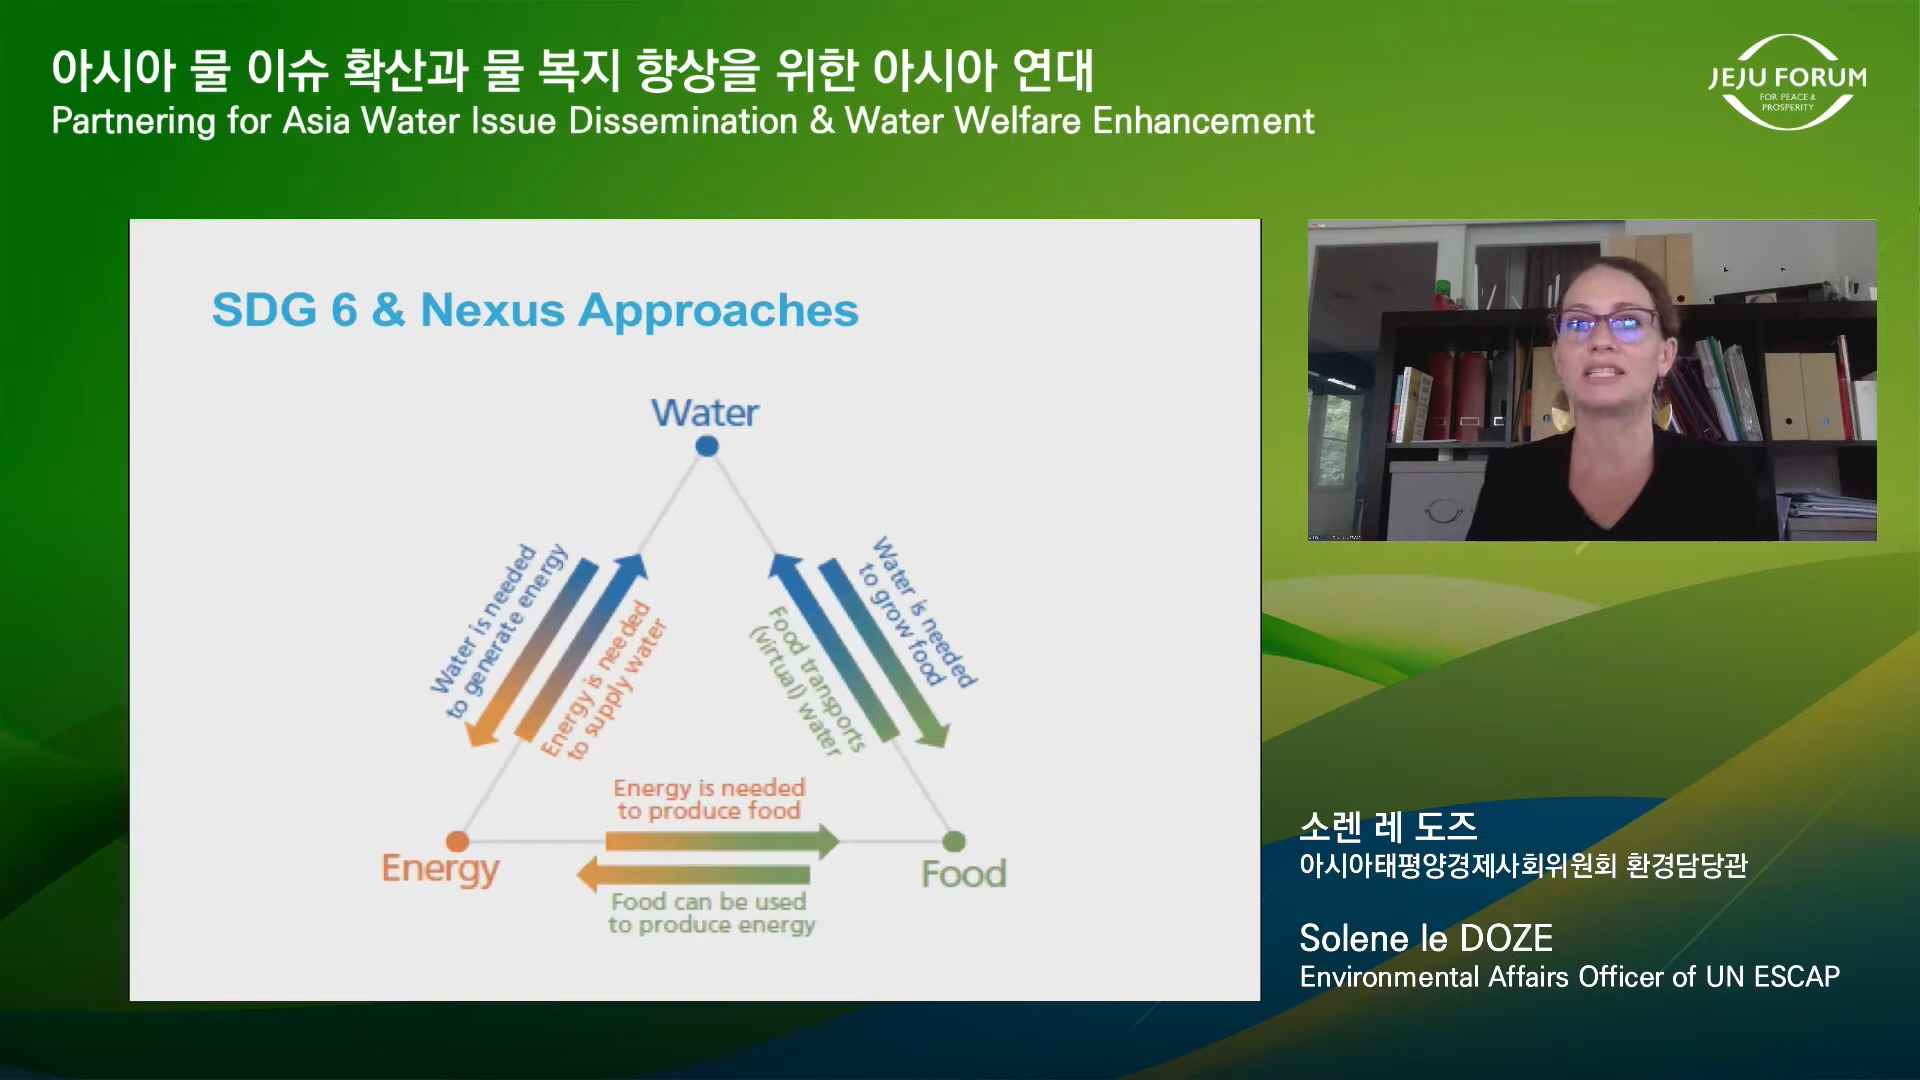 아시아 물 이슈 확산과 물 복지 향상을 위한 아시아 연대
Partnering for Asia Water Issue Dissemination & Water Welfare Enhancement
JEJU FORUM
FOR PEACE &
PROSPERITY
SDG 6 & Nexus Approaches
Water
Water is needed
to generate energy
Energy is needed
to supply water
Food transports
(virtual) water
Water is needed
to grow food
Energy is needed
to produce food
Energy
Food
Food can be used
to produce energy
소렌 레 도즈
아시아태평양경제사회위원회 환경담당관
Solene le DOZE
Environmental Affairs Officer of UN ESCAP